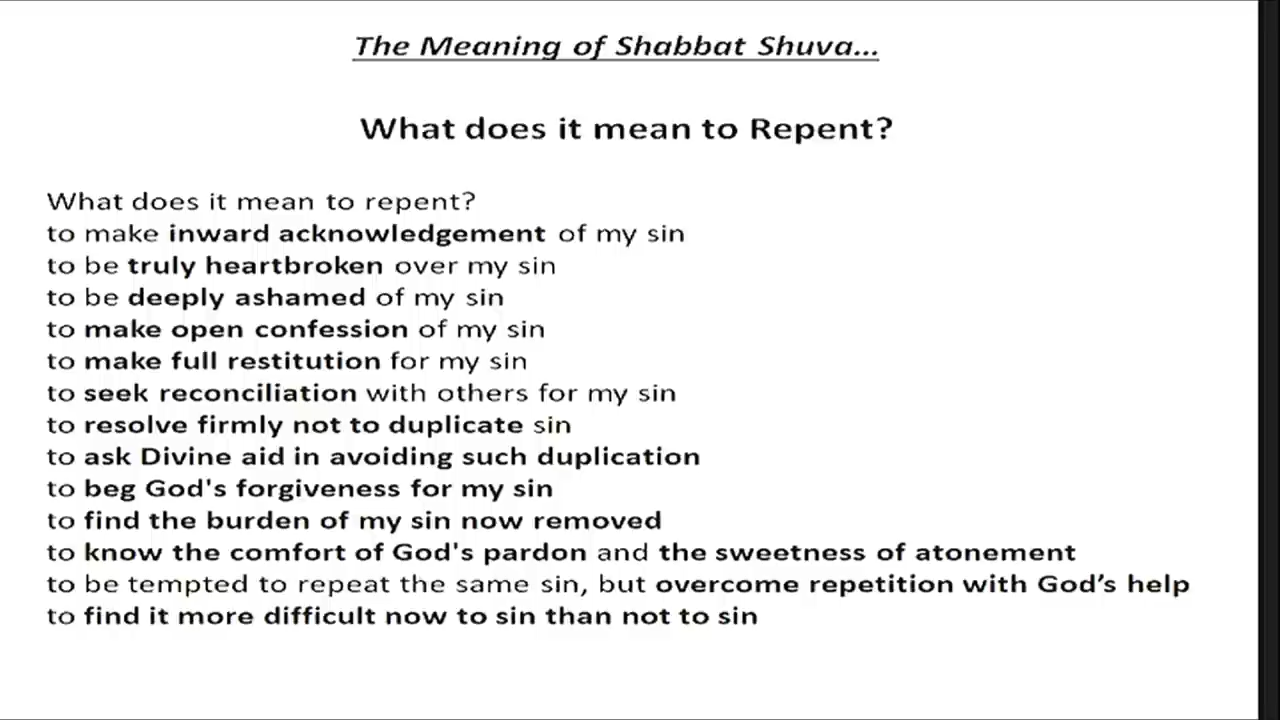 The Meaning of Shabbat Shuva...
What does it mean to Repent?
What does it mean to repent?
to make inward acknowledgement of my sin
to be truly heartbroken over my sin
to be deeply ashamed of my sin
to make open confession of my sin
to make full restitution for my sin
to seek reconciliation with others for my sin
to resolve firmly not to duplicate sin
to ask Divine aid in avoiding such duplication
to beg God's forgiveness for my sin
to find the burden of my sin now removed
to know the comfort of God's pardon and the sweetness of atonement
to be tempted to repeat the same sin, but overcome repetition with God’s help
to find it more difficult now to sin than not to sin